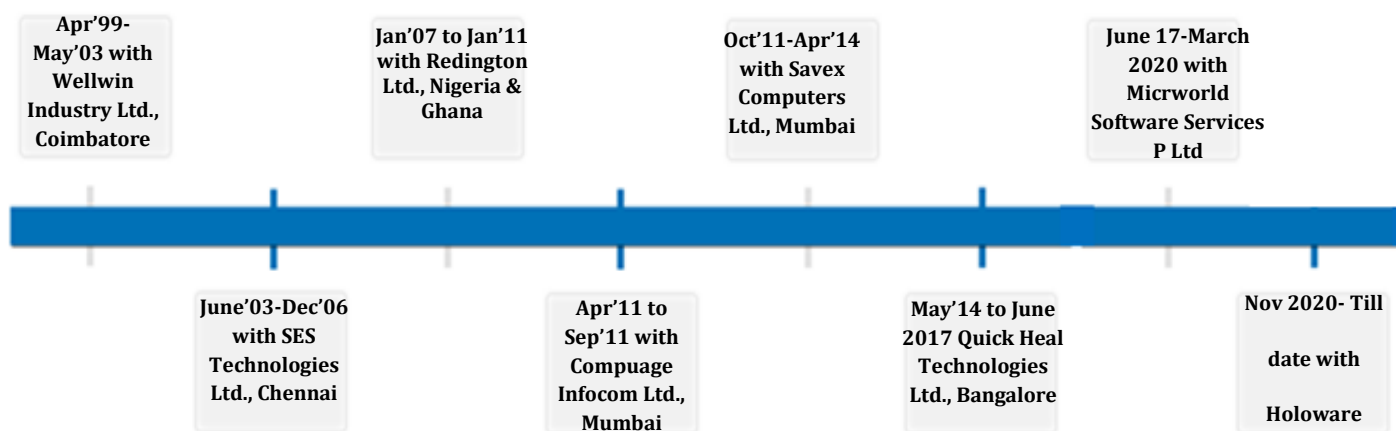 Apr’99-
May’03 with
Wellwin
Industry Ltd.,
Coimbatore
June’03-Dec’06
with SES
Technologies
Ltd., Chennai
Jan’07 to Jan’11
with Redington
Ltd., Nigeria &
Ghana
Apr’11 to
Sep’11 with
Compuage
Infocom Ltd.,
Mumbai
Oct’11-Apr’14
with Savex
Computers
Ltd., Mumbai
May’14 to June
2017 Quick Heal
Technologies
Ltd., Bangalore
June 17-March
2020 with
Micrworld
Software Services
P Ltd
Nov 2020- Till
date with
Holoware